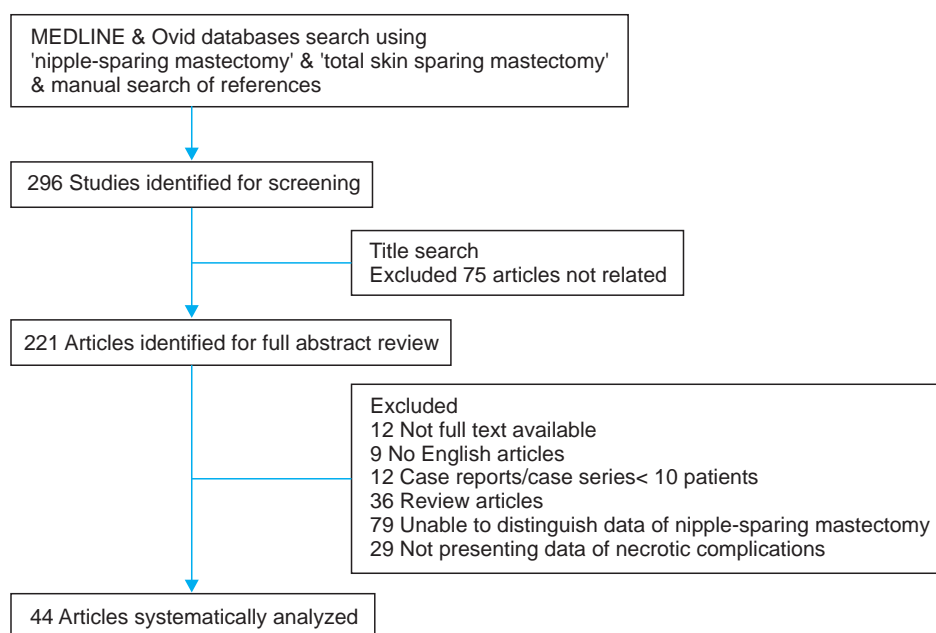 MEDLINE & Ovid databases search using
'nipple-sparing mastectomy' & 'total skin sparing mastectomy'
& manual search of references
296 Studies identified for screening
Title search
Excluded 75 articles not related
221 Articles identified for full abstract review
Excluded
12 Not full text available
9 No English articles
12 Case reports/case series< 10 patients
36 Review articles
79 Unable to distinguish data of nipple-sparing mastectomy
29 Not presenting data of necrotic complications
44 Articles systematically analyzed